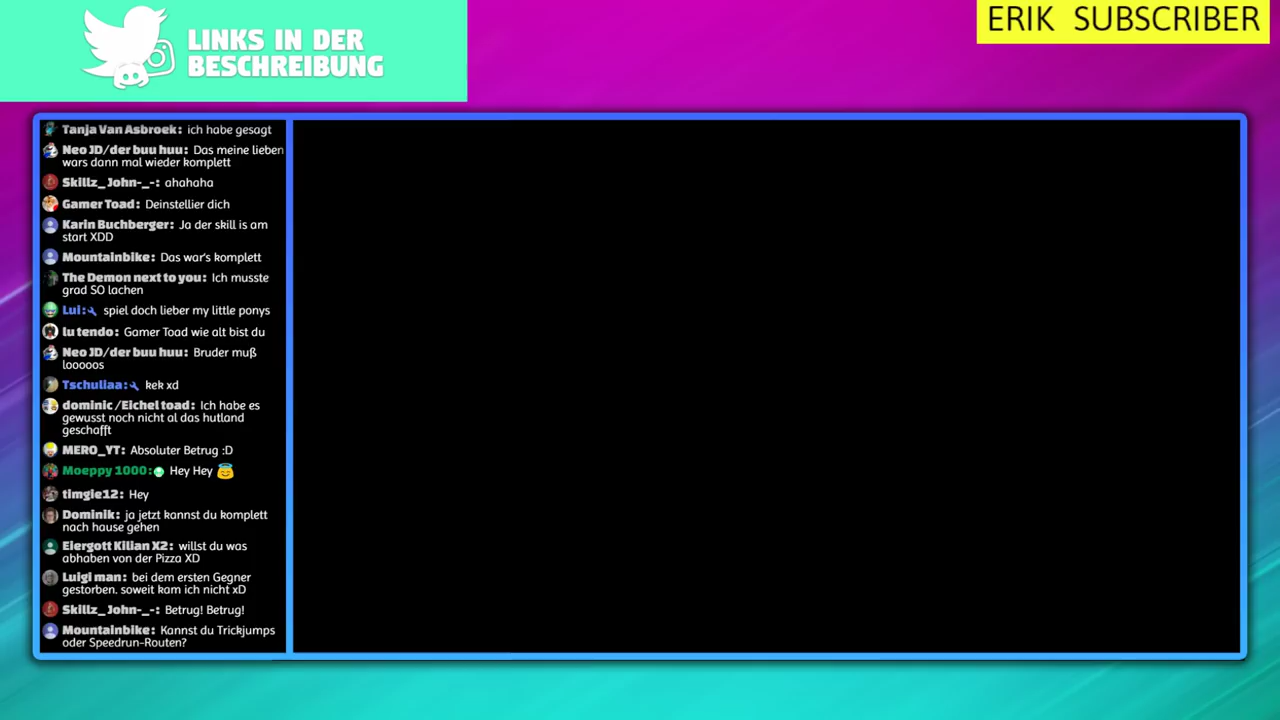 LINKS IN DER
BESCHREIBUNG
ERIK SUBSCRIBER
Tanja Van Asbroek: ich habe gesagt
Neo JD/der buu huu: Das meine lieben
wars dann mal wieder komplett
Skillz_John-_-: ahahaha
Gamer Toad: Deinstellier dich
Karin Buchberger: Ja der skill is am
start XDD
Mountainbike: Das war's komplett
The Demon next to you: Ich musste
grad SO lachen
Lui: spiel doch lieber my little ponys
lu tendo: Gamer Toad wie alt bist du
Neo JD/der buu huu: Bruder muß
looooos
Tschuliaa: kek xd
dominic /Eichel toad: Ich habe es
gewusst noch nicht al das hutland
geschafft
MERO_YT: Absoluter Betrug :D
Moeppy 1000: Hey Hey 😇
timgie12: Hey
Dominik: ja jetzt kannst du komplett
nach hause gehen
Eiergott Kilian X2: willst du was
abhaben von der Pizza XD
Luigi man: bei dem ersten Gegner
gestorben. soweit kam ich nicht xD
Skillz_John-_-: Betrug! Betrug!
Mountainbike: Kannst du Trickjumps
oder Speedrun-Routen?